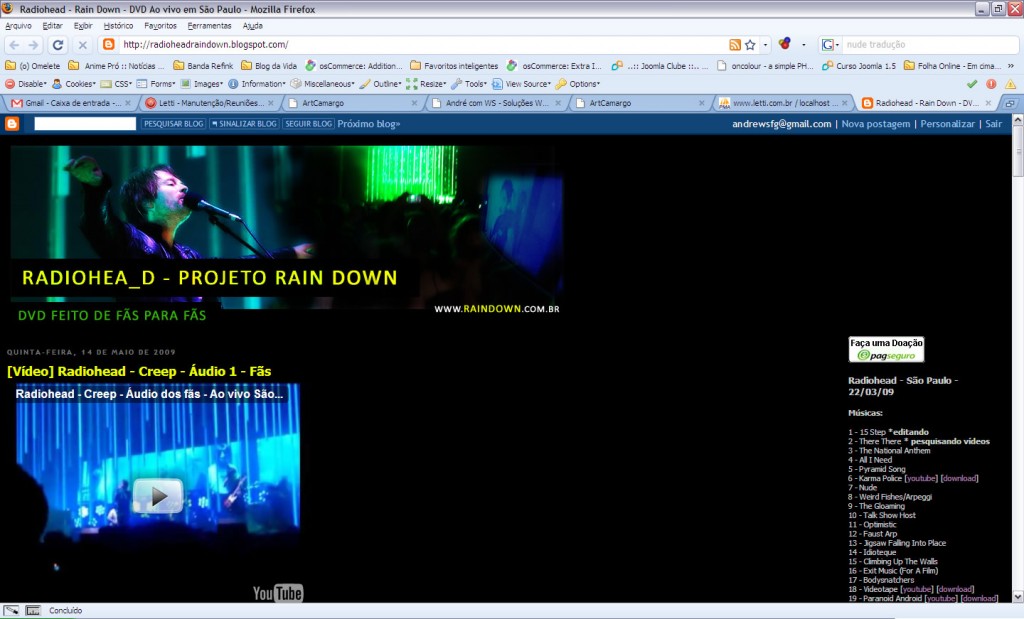 Radiohead - Rain Down - DVD Ao vivo em São Paulo - Mozilla Firefox
Arquivo Editar Exibir Histórico Favoritos Ferramentas Ajuda
http://radioheadraindown.blogspot.com/
nude tradução
(o) Omelete Anime Pró :: Notícias ... Banda Refink Blog da Vida osCommerce: Addition... Favoritos inteligentes osCommerce: Extra I... ..:: Joomla Clube ::.. ... oncolour - a simple PH... Curso Joomla 1.5 Folha Online - Em cima... »
Disable Cookies CSS Forms Images Information Miscellaneous Outline Resize Tools View Source Options
Gmail - Caixa de entrada - ... Letti - Manutenção/Reuniões... ArtCamargo André com WS - Soluções W... ArtCamargo www.letti.com.br / localhost ... Radiohead - Rain Down - DV...
PESQUISAR BLOG SINALIZAR BLOG SEGUIR BLOG Próximo blog»
andrewsfg@gmail.com | Nova postagem | Personalizar | Sair
RADIOHEA_D - PROJETO RAIN DOWN
WWW.RAINDOWN.COM.BR
DVD FEITO DE FÃS PARA FÃS
QUINTA-FEIRA, 14 DE MAIO DE 2009
[Vídeo] Radiohead - Creep - Áudio 1 - Fãs
Radiohead - Creep - Áudio dos fãs - Ao vivo São...
YouTube
Faça uma Doação
pagseguro
Radiohead - São Paulo -
22/03/09
Músicas:
1 - 15 Step *editando
2 - There There * pesquisando vídeos
3 - The National Anthem
4 - All I Need
5 - Pyramid Song
6 - Karma Police [youtube] [download]
7 - Nude
8 - Weird Fishes/Arpeggi
9 - The Gloaming
10 - Talk Show Host
11 - Optimistic
12 - Faust Arp
13 - Jigsaw Falling Into Place
14 - Idioteque
15 - Climbing Up The Walls
16 - Exit Music (For A Film)
17 - Bodysnatchers
18 - Videotape [youtube] [download]
19 - Paranoid Android [youtube] [download]
Concluído